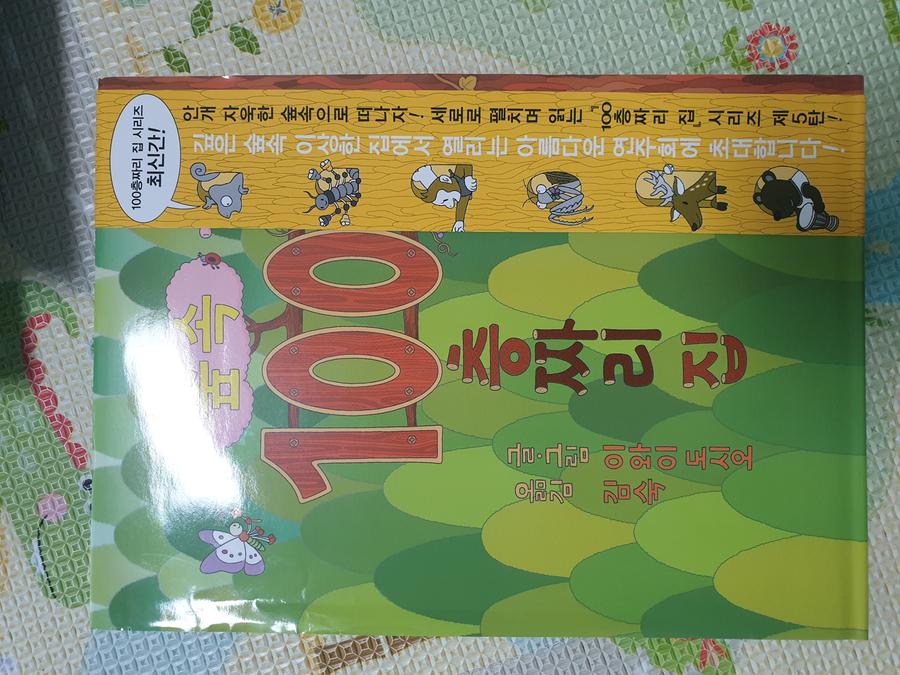 숲속
100
층짜리 집
글·그림 이와이 도시오
옮김 김숙
100층짜리 집 시리즈
최신간!
안개 자욱한 숲속으로 떠나자! 세로로 펼치며 읽는 『100층짜리 집』 시리즈 제5탄!
깊은 숲속 이상한 집에서 열리는 아름다운 연주회에 초대합니다!